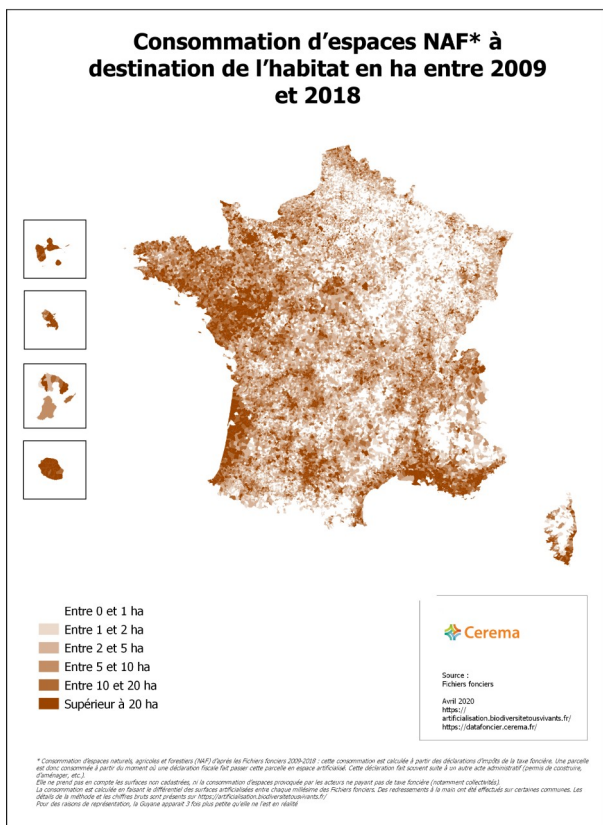 Consommation d'espaces NAF* à
destination de l'habitat en ha entre 2009
et 2018
Entre 0 et 1 ha
Entre 1 et 2 ha
Entre 2 et 5 ha
Entre 5 et 10 ha
Entre 10 et 20 ha
Supérieur à 20 ha
Cerema
Source :
Fichiers fonciers
Avril 2020
https://
artificialisation.biodiversitetousvivants.fr/
https://datafoncier.cerema.fr/
* Consommation d'espaces naturels, agricoles et forestiers (NAF) d'après les Fichiers fonciers 2009-2018 : cette consommation est calculée à partir des déclarations d'impôts de la taxe foncière. Une parcelle
est donc consommée à partir du moment où une déclaration fiscale fait passer cette parcelle en espace artificialisé. Cette déclaration fait souvent suite à un autre acte administratif (permis de construire,
d'aménager, etc.)
Elle ne prend pas en compte les surfaces non cadastrées, ni la consommation d'espaces provoquée par les acteurs ne payant pas de taxe foncière (notamment collectivités).
La consommation est calculée en faisant le différentiel des surfaces artificialisées entre chaque millésime des Fichiers fonciers. Des redressements à la main ont été effectués sur certaines communes. Les
détails de la méthode et les chiffres bruts sont présents sur https://artificialisation.biodiversitetousvivants.fr/
Pour des raisons de représentation, la Guyane apparait 3 fois plus petite qu'elle ne l'est en réalité